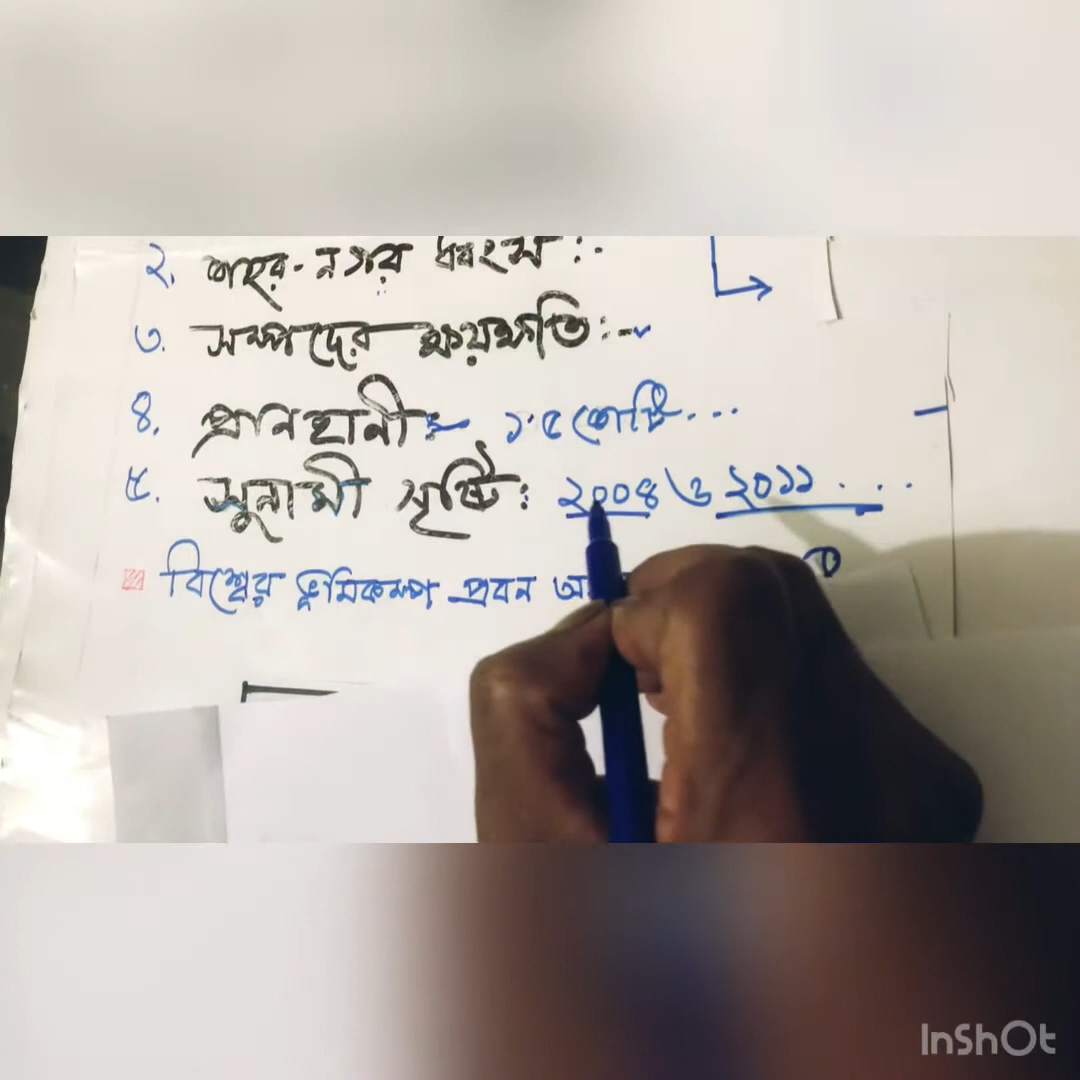 ২. শহর-নগর ধ্বংস :-
৩. সম্পদের ক্ষয়ক্ষতি :-
৪. প্রানহানী :- ১.৫ কোটি...
৫. সুনামী সৃষ্টি : ২০০৪ ও ২০১১ ....
বিশ্বের ভূমিকম্প প্রবন
InShOt